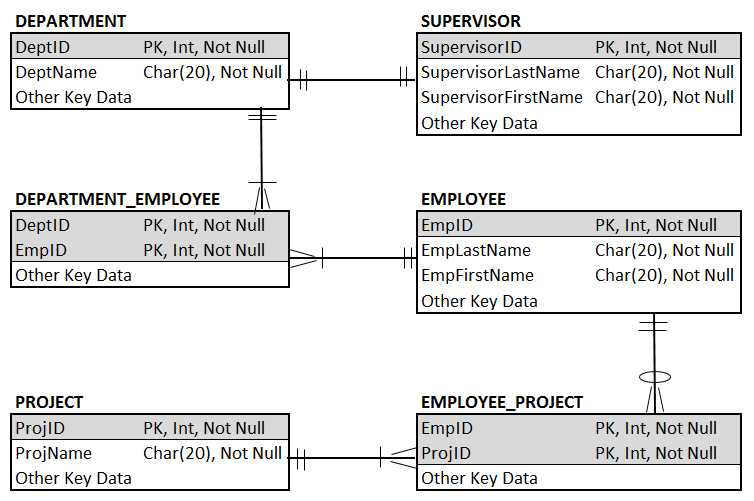 DEPARTMENT
DeptID PK, Int, Not Null
DeptName Char(20), Not Null
Other Key Data
SUPERVISOR
SupervisorID PK, Int, Not Null
SupervisorLastName Char(20), Not Null
SupervisorFirstName Char(20), Not Null
Other Key Data
DEPARTMENT_EMPLOYEE
DeptID PK, Int, Not Null
EmpID PK, Int, Not Null
Other Key Data
EMPLOYEE
EmpID PK, Int, Not Null
EmpLastName Char(20), Not Null
EmpFirstName Char(20), Not Null
Other Key Data
PROJECT
ProjID PK, Int, Not Null
ProjName Char(20), Not Null
Other Key Data
EMPLOYEE_PROJECT
EmpID PK, Int, Not Null
ProjID PK, Int, Not Null
Other Key Data